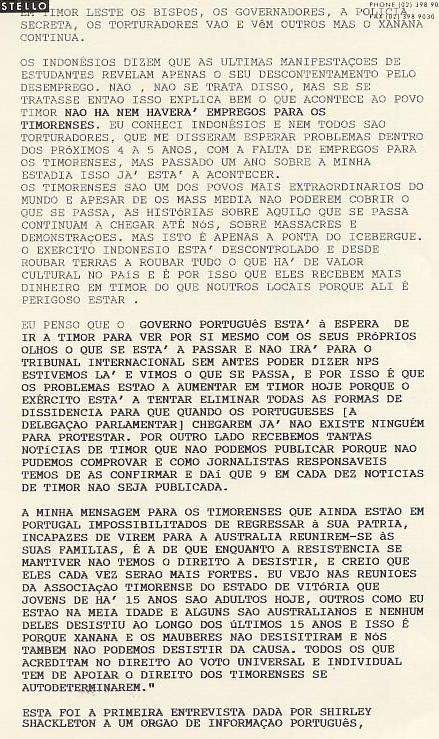 STELLO
PHONE (02) 398 90
FAX (02) 398 9030
EM TIMOR LESTE OS BISPOS, OS GOVERNADORES, A POLICIA
SECRETA, OS TORTURADORES VAO E VêM OUTROS MAS O XANANA
CONTINUA.
OS INDONéSIOS DIZEM QUE AS ULTIMAS MANIFESTAçOES DE
ESTUDANTES REVELAM APENAS O SEU DESCONTENTAMENTO PELO
DESEMPREGO. NAO , NAO SE TRATA DISSO, MAS SE SE
TRATASSE ENTAO ISSO EXPLICA BEM O QUE ACONTECE AO POVO
TIMOR NAO HA NEM HAVERA' EMPREGOS PARA OS
TIMORENSES. EU CONHECI INDONéSIOS E NEM TODOS SAO
TORTURADORES, QUE ME DISSERAM ESPERAR PROBLEMAS DENTRO
DOS PRóXIMOS 4 A 5 ANOS, COM A FALTA DE EMPREGOS PARA
OS TIMORENSES, MAS PASSADO UM ANO SOBRE A MINHA
ESTADIA ISSO JA' ESTA' A ACONTECER.
OS TIMORENSES SAO UM DOS POVOS MAIS EXTRAORDINARIOS DO
MUNDO E APESAR DE OS MASS MEDIA NAO PODEREM COBRIR O
QUE SE PASSA, AS HISTóRIAS SOBRE AQUILO QUE SE PASSA
CONTINUAM A CHEGAR ATé NóS, SOBRE MASSACRES E
DEMONSTRAçOES. MAS ISTO é APENAS A PONTA DO ICEBERGUE.
O EXERCITO INDONESIO ESTA' DESCONTROLADO E DESDE
ROUBAR TERRAS A ROUBAR TUDO O QUE HA' DE VALOR
CULTURAL NO PAíS E é POR ISSO QUE ELES RECEBEM MAIS
DINHEIRO EM TIMOR DO QUE NOUTROS LOCAIS PORQUE ALI é
PERIGOSO ESTAR .
EU PENSO QUE O GOVERNO PORTUGUêS ESTA' à ESPERA DE
IR A TIMOR PARA VER POR SI MESMO COM OS SEUS PRóPRIOS
OLHOS O QUE SE ESTA' A PASSAR E NAO IRA' PARA O
TRIBUNAL INTERNACIONAL SEM ANTES PODER DIZER NPS
ESTIVEMOS LA' E VIMOS O QUE SE PASSA, E POR ISSO é QUE
OS PROBLEMAS ESTAO A AUMENTAR EM TIMOR HOJE PORQUE O
EXéRCITO ESTA' A TENTAR ELIMINAR TODAS AS FORMAS DE
DISSIDENCIA PARA QUE QUANDO OS PORTUGUESES [A
DELEGAçAO PARLAMENTAR] CHEGAREM JA' NAO EXISTE NINGUéM
PARA PROTESTAR. POR OUTRO LADO RECEBEMOS TANTAS
NOTíCIAS DE TIMOR QUE NAO PODEMOS PUBLICAR PORQUE NAO
PUDEMOS COMPROVAR E COMO JORNALISTAS RESPONSAVEIS
TEMOS DE AS CONFIRMAR E DAí QUE 9 EM CADA DEZ NOTICIAS
DE TIMOR NAO SEJA PUBLICADA.
A MINHA MENSAGEM PARA OS TIMORENSES QUE AINDA ESTAO EM
PORTUGAL IMPOSSIBILITADOS DE REGRESSAR à SUA PATRIA,
INCAPAZES DE VIREM PARA A AUSTRALIA REUNIREM-SE àS
SUAS FAMILIAS, é A DE QUE ENQUANTO A RESISTENCIA SE
MANTIVER NAO TEMOS O DIREITO A DESISTIR, E CREIO QUE
ELES CADA VEZ SERAO MAIS FORTES. EU VEJO NAS REUNIOES
DA ASSOCIAçAO TIMORENSE DO ESTADO DE VITóRIA QUE
JOVENS DE HA' 15 ANOS SAO ADULTOS HOJE, OUTROS COMO EU
ESTAO NA MEIA IDADE E ALGUNS SAO AUSTRALIANOS E NENHUM
DELES DESISTIU AO LONGO DOS úLTIMOS 15 ANOS E ISSO é
PORQUE XANANA E OS MAUBERES NAO DESISITIRAM E NóS
TAMBEM NAO PODEMOS DESISTIR DA CAUSA. TODOS OS QUE
ACREDITAM NO DIREITO AO VOTO UNIVERSAL E INDIVIDUAL
TEM DE APOIAR O DIREITO DOS TIMORENSES SE
AUTODETERMINAREM."
ESTA FOI A PRIMEIRA ENTREVISTA DADA POR SHIRLEY
SHACKLETON A UM ORGAO DE INFORMAçAO PORTUGUêS,